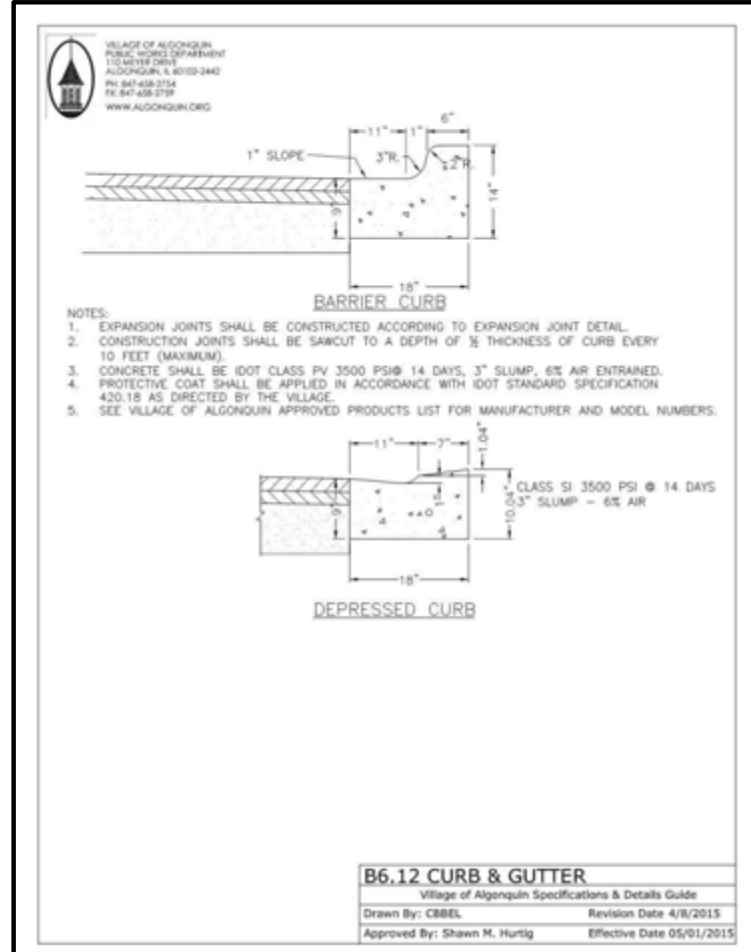 VILLAGE OF ALGONQUIN
PUBLIC WORKS DEPARTMENT
110 MEYER DRIVE
ALGONQUIN, IL 60102-2442
PH: 847-658-2754
FX: 847-658-2759
WWW.ALGONQUIN.ORG
6"
11" 1"
1" SLOPE
3"R. 2"R.
9"
14"
18"
BARRIER CURB
NOTES:
1. EXPANSION JOINTS SHALL BE CONSTRUCTED ACCORDING TO EXPANSION JOINT DETAIL.
2. CONSTRUCTION JOINTS SHALL BE SAWCUT TO A DEPTH OF THICKNESS OF CURB EVERY
10 FEET (MAXIMUM).
3. CONCRETE SHALL BE IDOT CLASS PV 3500 PSI@ 14 DAYS, 3" SLUMP, 6% AIR ENTRAINED.
4. PROTECTIVE COAT SHALL BE APPLIED IN ACCORDANCE WITH IDOT STANDARD SPECIFICATION
420.18 AS DIRECTED BY THE VILLAGE.
5. SEE VILLAGE OF ALGONQUIN APPROVED PRODUCTS LIST FOR MANUFACTURER AND MODEL NUMBERS.
11" 7"
1.04"
9"
1"
10.04"
CLASS SI 3500 PSI @ 14 DAYS
3" SLUMP - 6% AIR
18"
DEPRESSED CURB
B6.12 CURB & GUTTER
Village of Algonquin Specifications & Details Guide
Drawn By: CBBEL Revision Date 4/8/2015
Approved By: Shawn M. Hurtig Effective Date 05/01/2015